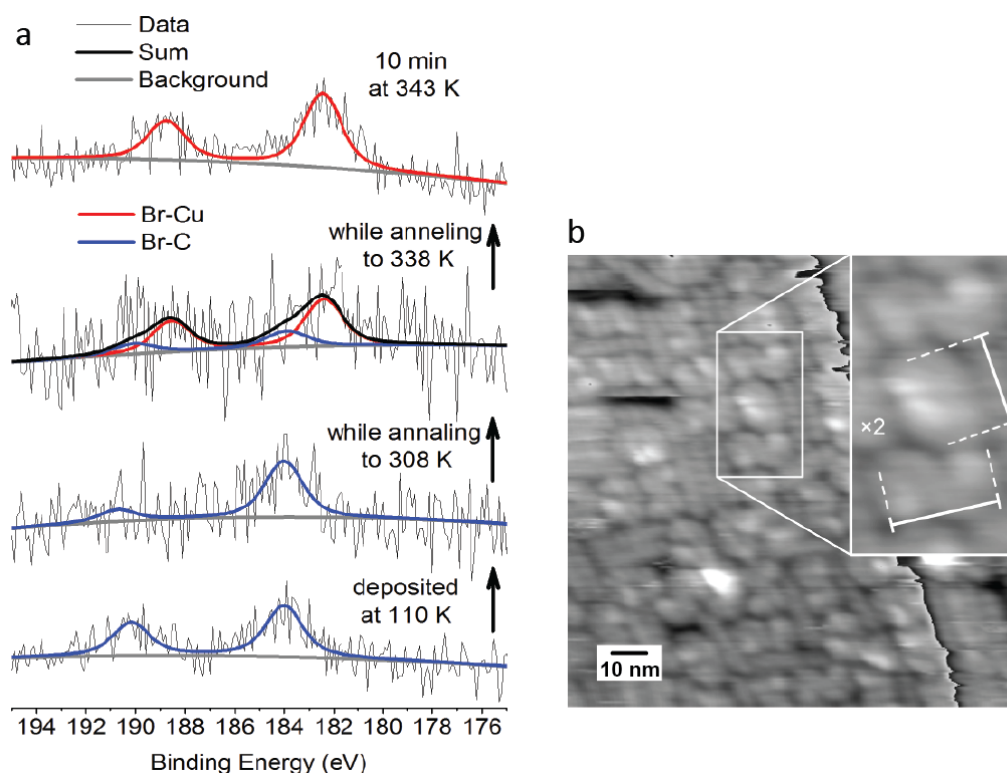 a
Data
Sum
Background
10 min
at 343 K
Br-Cu
Br-C
while anneling
to 338 K
while annaling
to 308 K
deposited
at 110 K
194 192 190 188 186 184 182 180 178 176
Binding Energy (eV)
b
×2
10 nm